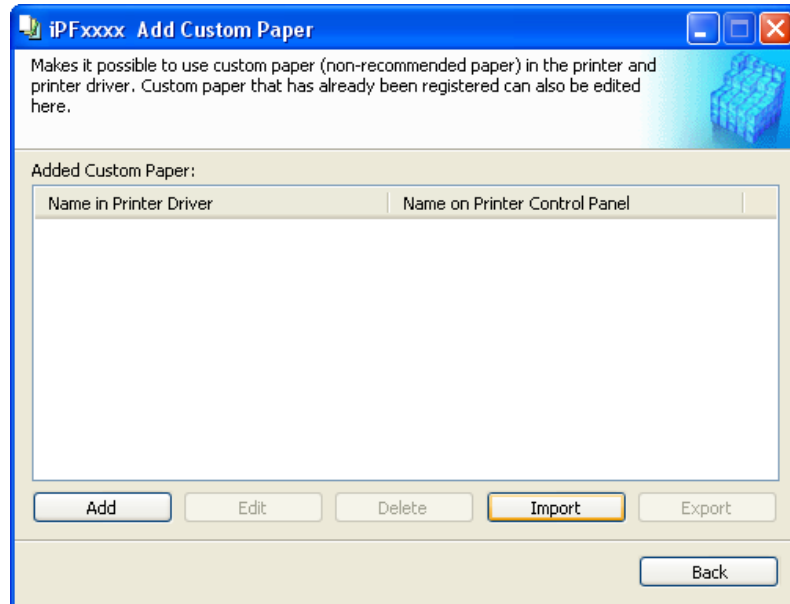 iPFxxxx Add Custom Paper
Makes it possible to use custom paper (non-recommended paper) in the printer and
printer driver. Custom paper that has already been registered can also be edited
here.
Added Custom Paper:
Name in Printer Driver Name on Printer Control Panel
Add Edit Delete Import Export
Back